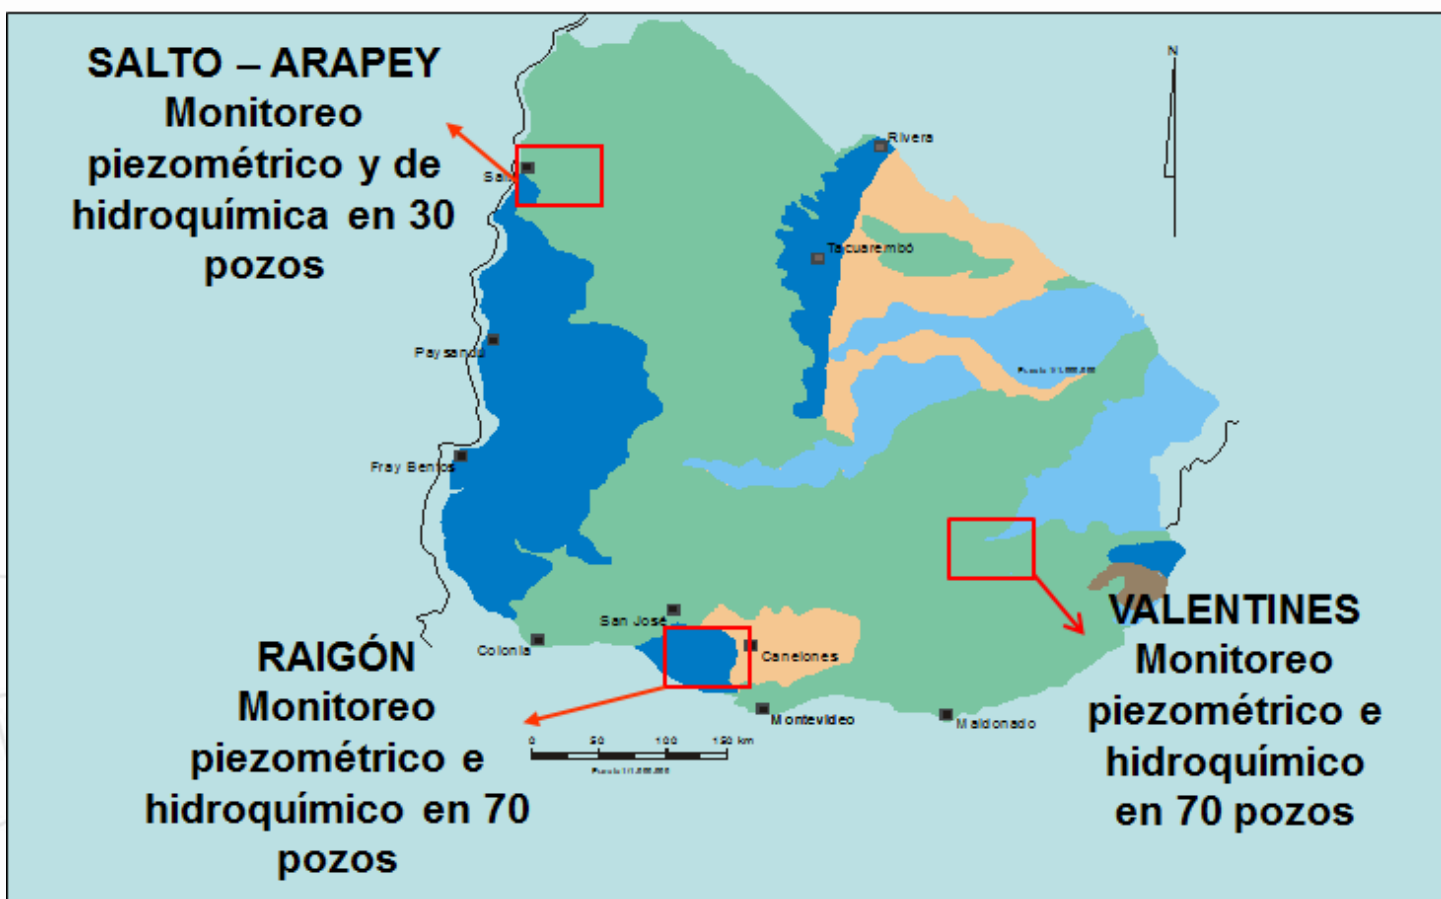 SALTO – ARAPEY
Monitoreo
piezométrico y de
hidroquímica en 30
pozos
N
Rivera
Tacuarembó
Paysandú
Fray Bentos
San José
Colonia
Canelones
Montevideo
Maldonado
0 50 100 150 km
RAIGÓN
Monitoreo
piezométrico e
hidroquímico en 70
pozos
VALENTINES
Monitoreo
piezométrico e
hidroquímico
en 70 pozos